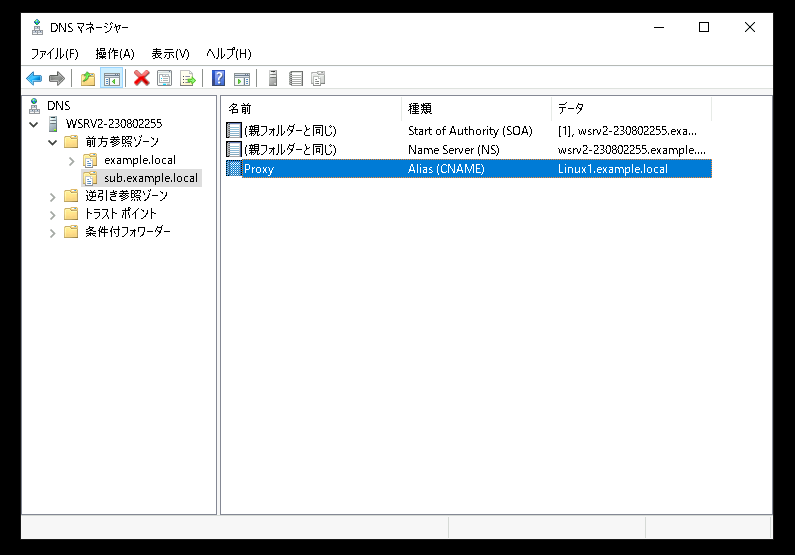 DNS マネージャー
ファイル(F) 操作(A) 表示(V) ヘルプ(H)
DNS
WSRV2-230802255
前方参照ゾーン
example.local
sub.example.local
逆引き参照ゾーン
トラスト ポイント
条件付フォワーダー
名前 種類 データ
(親フォルダーと同じ) Start of Authority (SOA) [1], wsrv2-230802255.exa...
(親フォルダーと同じ) Name Server (NS) wsrv2-230802255.example....
Proxy Alias (CNAME) Linux1.example.local